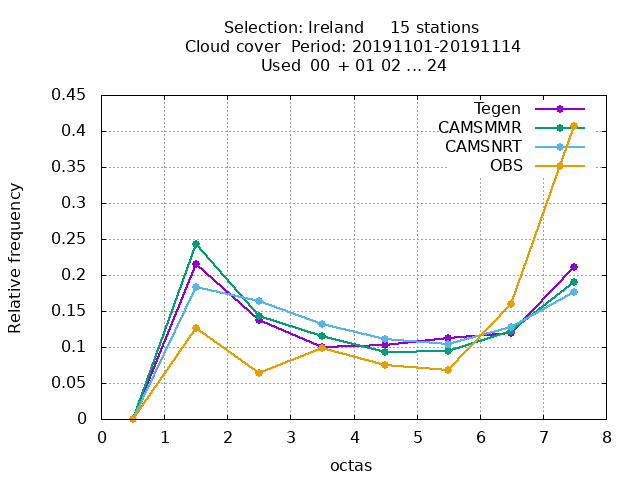 Selection: Ireland 15 stations
Cloud cover Period: 20191101-20191114
Used 00 + 01 02 ... 24
Tegen
CAMSMMR
CAMSNRT
OBS
Relative frequency
0.45
0.4
0.35
0.3
0.25
0.2
0.15
0.1
0.05
0
0 1 2 3 4 5 6 7 8
octas